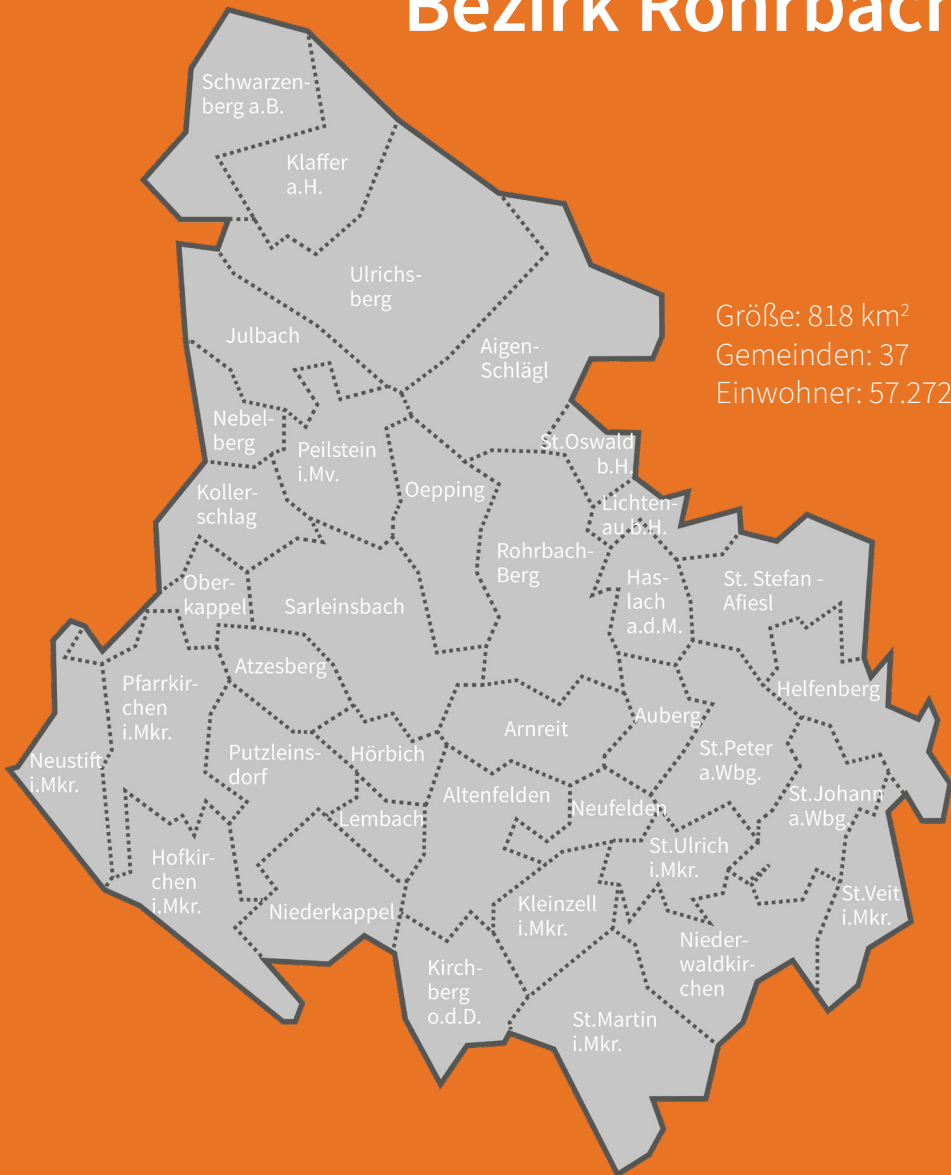 Bezirk Rohrbach
Schwarzen-
berg a.B.
Klaffer
a.H.
Ulrichs-
berg
Julbach
Aigen-
Schlägl
Größe: 818 km²
Gemeinden: 37
Einwohner: 57.272
Nebel-
berg
Peilstein
i.Mv.
St.Oswald
b.H.
Oepping
Koller-
schlag
Lichten-
au b.H.
Rohrbach-
Berg
Ober-
kappel
Sarleinsbach
Has-
lach
a.d.M.
St. Stefan -
Afiesl
Atzesberg
Pfarrkir-
chen
i.Mkr.
Helfenberg
Neustift
i.Mkr.
Putzleins-
dorf
Hörbich
Arnreit
Auberg
St.Peter
a.Wbg.
Altenfelden
Neufelden
St.Johann
a.Wbg.
Lembach
Hofkir-
chen
i.Mkr.
St.Ulrich
i.Mkr.
Niederkappel
Kleinzell
i.Mkr.
St.Veit
i.Mkr.
Nieder-
waldkir-
chen
Kirch-
berg
o.d.D.
St.Martin
i.Mkr.